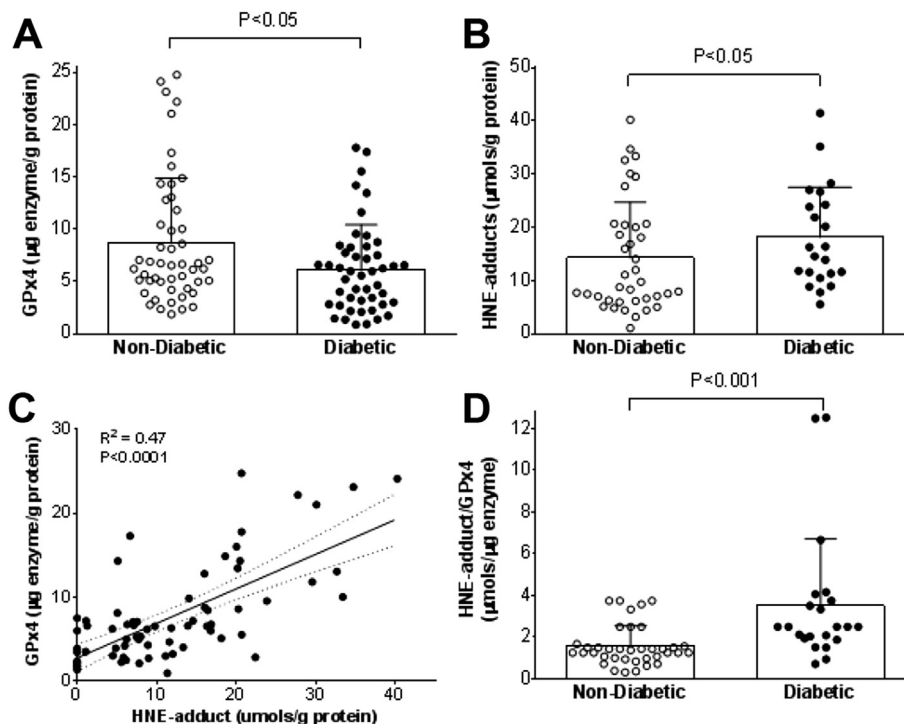 A
P<0.05
GPx4 (µg enzyme/g protein)
25
20
15
10
5
0
Non-Diabetic
Diabetic
B
P<0.05
HNE-adducts (µmols/g protein)
50
40
30
20
10
0
Non-Diabetic
Diabetic
C
R² = 0.47
P<0.0001
GPx4 (µg enzyme/g protein)
30
20
10
0
0
10
20
30
40
HNE-adduct (umols/g protein)
D
P<0.001
HNE-adduct/GPx4
(µmols/µg enzyme)
12
10
8
6
4
2
0
Non-Diabetic
Diabetic